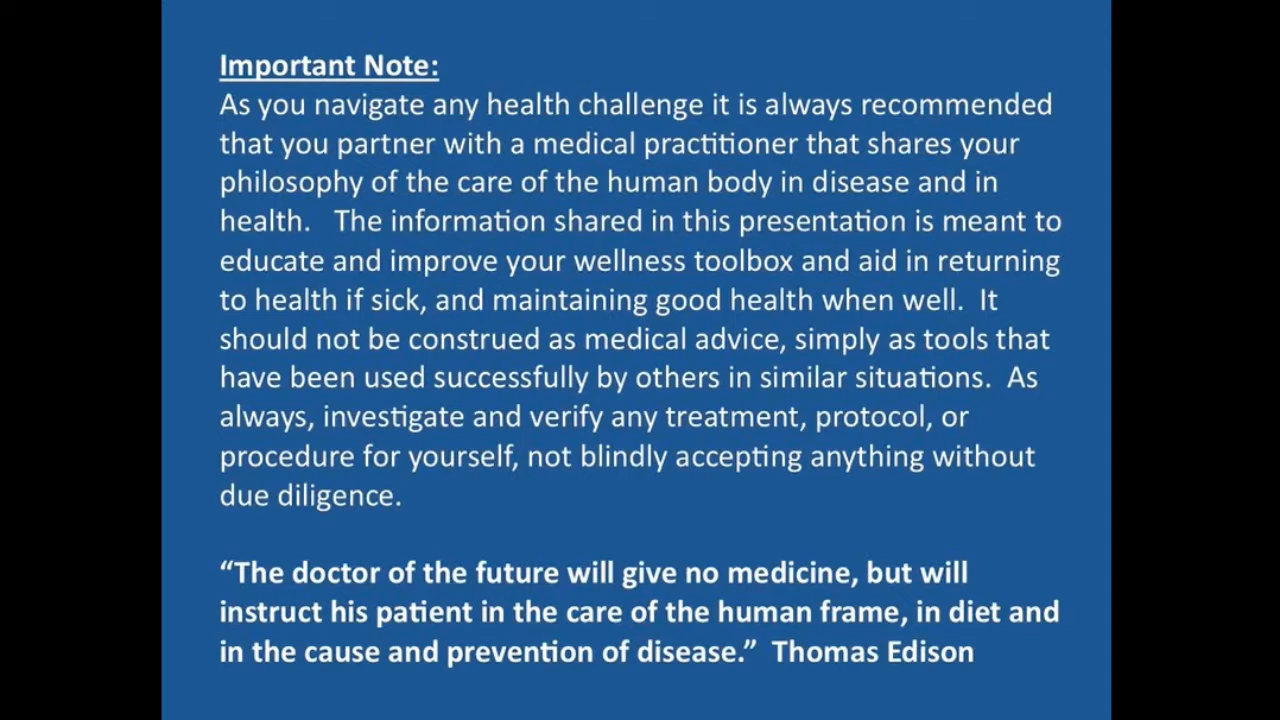 Important Note:
As you navigate any health challenge it is always recommended
that you partner with a medical practitioner that shares your
philosophy of the care of the human body in disease and in
health.   The information shared in this presentation is meant to
educate and improve your wellness toolbox and aid in returning
to health if sick, and maintaining good health when well.  It
should not be construed as medical advice, simply as tools that
have been used successfully by others in similar situations.  As
always, investigate and verify any treatment, protocol, or
procedure for yourself, not blindly accepting anything without
due diligence.
“The doctor of the future will give no medicine, but will
instruct his patient in the care of the human frame, in diet and
in the cause and prevention of disease.”  Thomas Edison